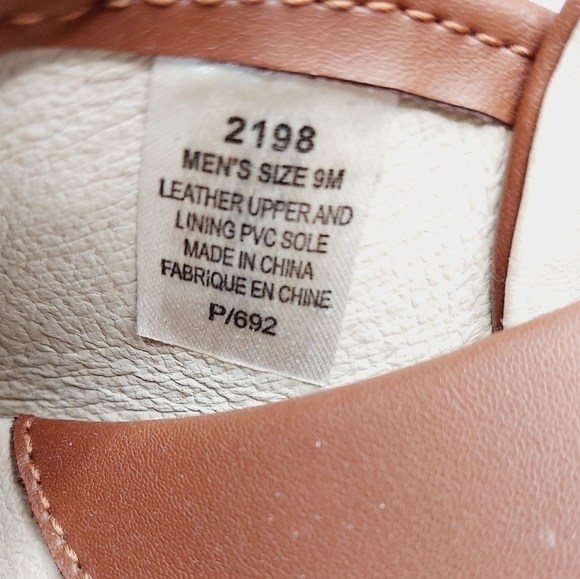 2198
MEN'S SIZE 9M
LEATHER UPPER AND
LINING PVC SOLE
MADE IN CHINA
FABRIQUE EN CHINE
P/692